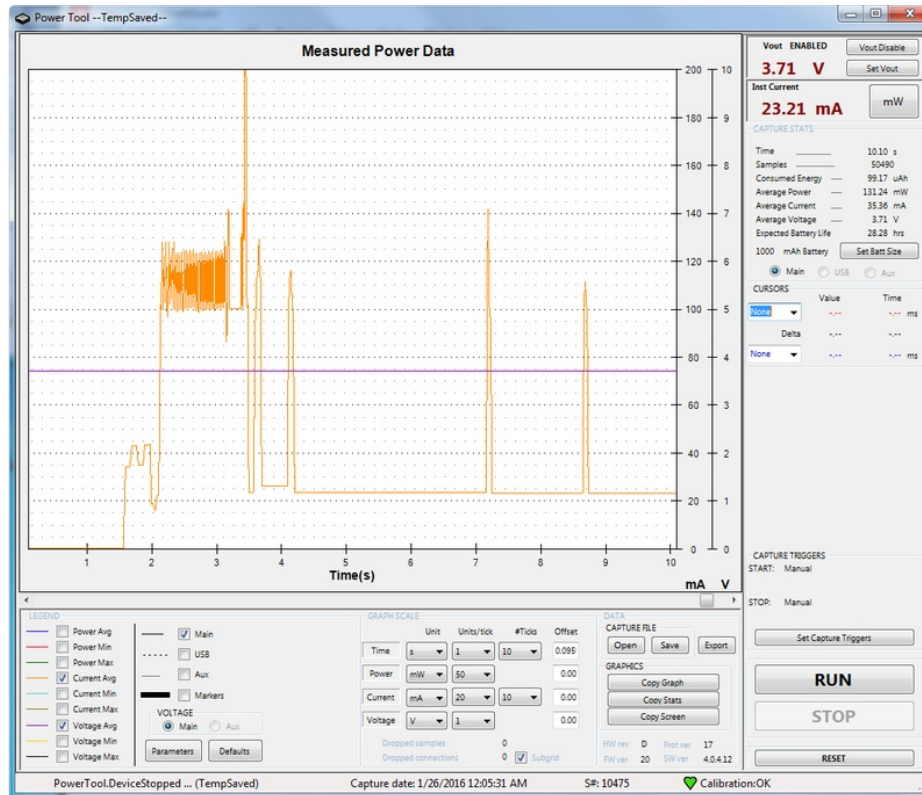 Power Tool --TempSaved--
Measured Power Data
200 10
180 9
160 8
140 7
120 6
100 5
80 4
60 3
40 2
20 1
0 0
1 2 3 4 5 6 7 8 9 10
Time(s)
mA V
Vout ENABLED
Vout Disable
3.71 V
Set Vout
Inst Current
23.21 mA
mW
CAPTURE STATS
Time 10.10 s
Samples 50490
Consumed Energy 99.17 uAh
Average Power 131.24 mW
Average Current 35.36 mA
Average Voltage 3.71 V
Expected Battery Life 28.28 hrs
1000 mAh Battery Set Batt Size
Main USB Aux
CURSORS
Value Time
None -.-- -.-- ms
Delta -.-- -.--
None -.-- -.-- ms
CAPTURE TRIGGERS
START: Manual
STOP: Manual
Set Capture Triggers
RUN
STOP
RESET
LEGEND
Power Avg
Power Min
Power Max
Current Avg
Current Min
Current Max
Voltage Avg
Voltage Min
Voltage Max
Main
USB
Aux
Markers
VOLTAGE
Main Aux
Parameters Defaults
GRAPH SCALE
Unit Units/tick #Ticks Offset
Time s 1 10 0.095
Power mW 50 0.00
Current mA 20 10 0.00
Voltage V 1 0.00
Dropped samples 0
Dropped connections 0 Subgrid
DATA
CAPTURE FILE
Open Save Export
GRAPHICS
Copy Graph
Copy Stats
Copy Screen
HW rev D Prot ver 17
FW ver 20 SW ver 4.0.4.12
PowerTool.DeviceStopped ... (TempSaved) Capture date: 1/26/2016 12:05:31 AM S#: 10475 Calibration:OK